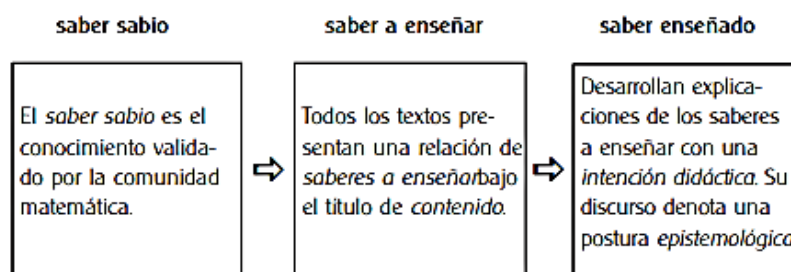 saber sabio
El saber sabio es el
conocimiento valida-
do por la comunidad
matemática.
saber a enseñar
Todos los textos pre-
sentan una relación de
saberes a enseñarbajo
el titulo de contenido.
saber enseñado
Desarrollan explica-
ciones de los saberes
a enseñar con una
intención didáctica. Su
discurso denota una
postura epistemológica